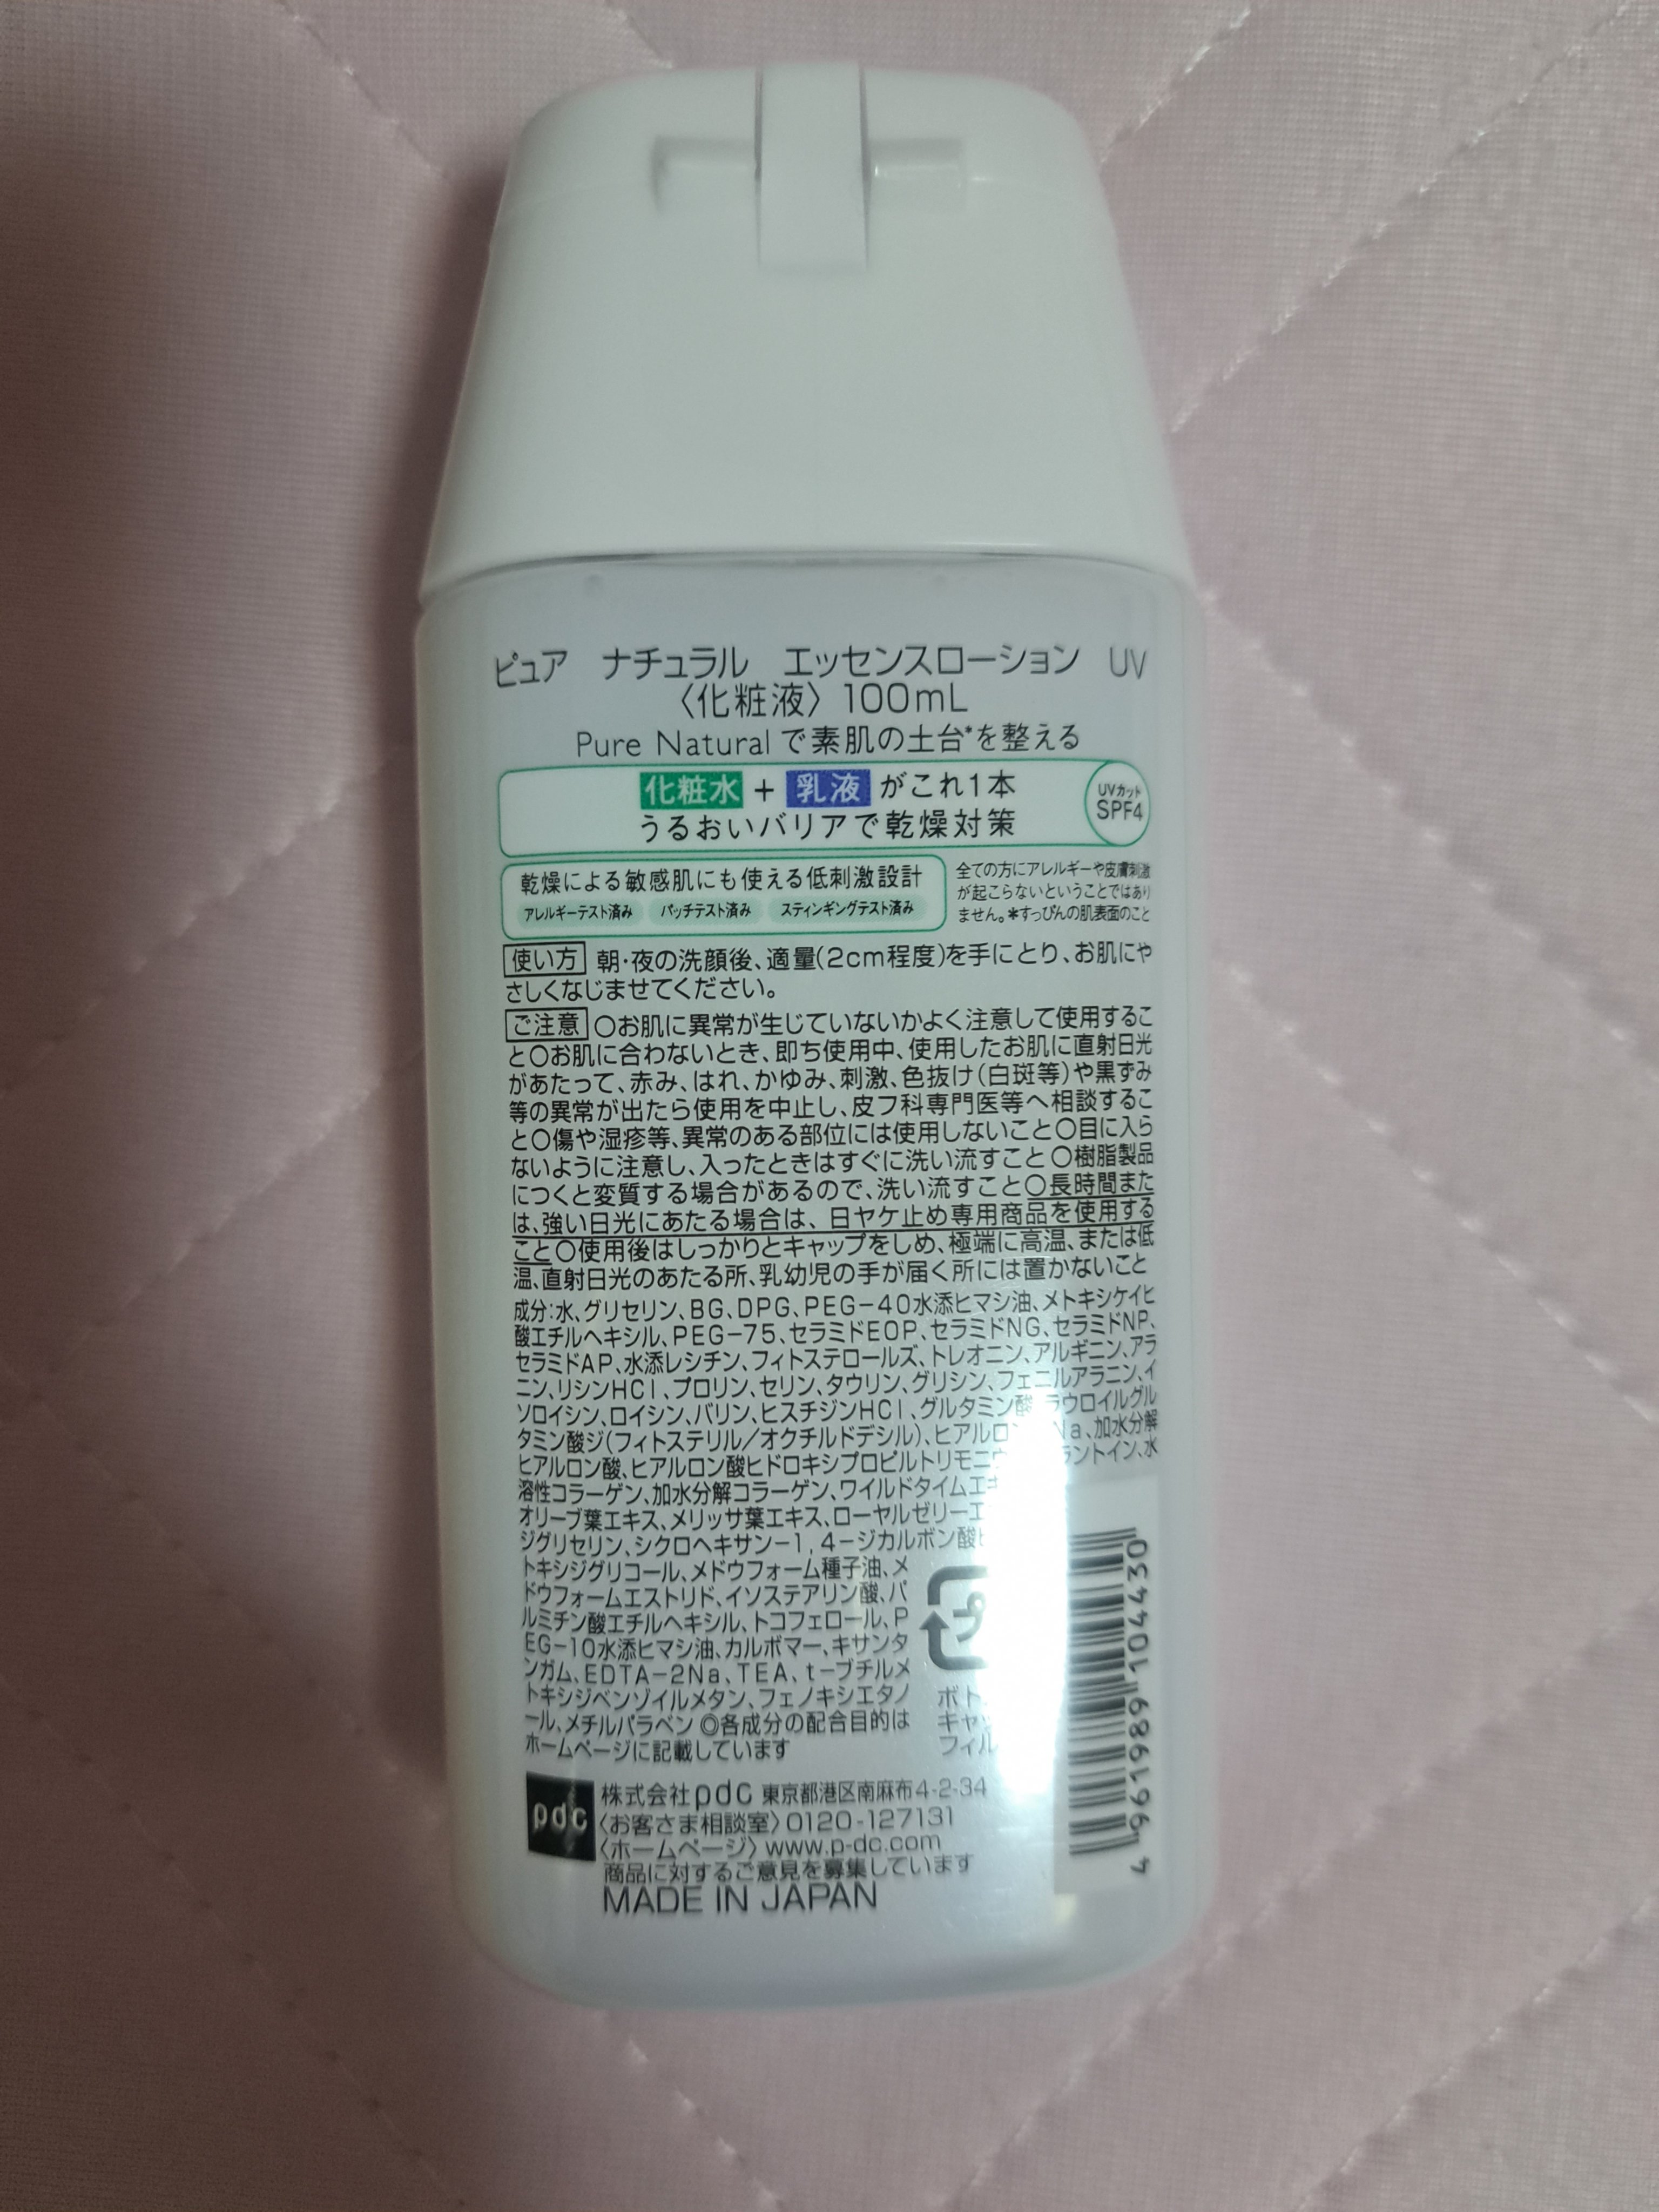 ピュア　ナチュラル　エッセンスローション　UV
〈化粧液〉100mL
Pure Naturalで素肌の土台*を整える
化粧水 + 乳液 がこれ1本
うるおいバリアで乾燥対策
UVカット
SPF4
乾燥による敏感肌にも使える低刺激設計
アレルギーテスト済み パッチテスト済み スティンギングテスト済み
全ての方にアレルギーや皮膚刺激
が起こらないということではあり
ません。*すっぴんの肌表面のこと
使い方 朝・夜の洗顔後、適量(2cm程度)を手にとり、お肌にや
さしくなじませてください。
ご注意 〇お肌に異常が生じていないかよく注意して使用するこ
と〇お肌に合わないとき、即ち使用中、使用したお肌に直射日光
があたって、赤み、はれ、かゆみ、刺激、色抜け(白斑等)や黒ずみ
等の異常が出たら使用を中止し、皮フ科専門医等へ相談するこ
と〇傷や湿疹等、異常のある部位には使用しないこと〇目に入ら
ないように注意し、入ったときはすぐに洗い流すこと〇樹脂製品
につくと変質する場合があるので、洗い流すこと〇長時間また
は、強い日光にあたる場合は、日ヤケ止め専用商品を使用する
こと〇使用後はしっかりとキャップをしめ、極端に高温、または低
温、直射日光のあたる所、乳幼児の手が届く所には置かないこと
成分:水、グリセリン、BG、DPG、PEG-40水添ヒマシ油、メトキシケイヒ
酸エチルヘキシル、PEG-75、セラミドEOP、セラミドNG、セラミドNP、
セラミドAP、水添レシチン、フィトステロールズ、トレオニン、アルギニン、アラ
ニン、リシンHCl、プロリン、セリン、タウリン、グリシン、フェニルアラニン、イ
ソロイシン、ロイシン、バリン、ヒスチジンHCl、グルタミン酸 ラウロイルグル
タミン酸ジ(フィトステリル/オクチルドデシル)、ヒアルロ Na、加水分解
ヒアルロン酸、ヒアルロン酸ヒドロキシプロピルトリモニ ラントイン、水
溶性コラーゲン、加水分解コラーゲン、ワイルドタイムエ
オリーブ葉エキス、メリッサ葉エキス、ローヤルゼリーエ
ジグリセリン、シクロヘキサン-1,4-ジカルボン酸
トキシジグリコール、メドウフォーム種子油、メ
ドウフォームエストリド、イソステアリン酸、パ
ルミチン酸エチルヘキシル、トコフェロール、P
EG-10水添ヒマシ油、カルボマー、キサンタ
ンガム、EDTA-2Na、TEA、t-ブチルメ
トキシジベンゾイルメタン、フェノキシエタノ
ール、メチルパラベン ◎各成分の配合目的は
ホームページに記載しています
ボト
キャッ
フィル
pdc
株式会社pdc 東京都港区南麻布4-2-34
〈お客さま相談室〉0120-127131
〈ホームページ〉www.p-dc.com
商品に対するご意見を募集しています
MADE IN JAPAN
4 961989 104430